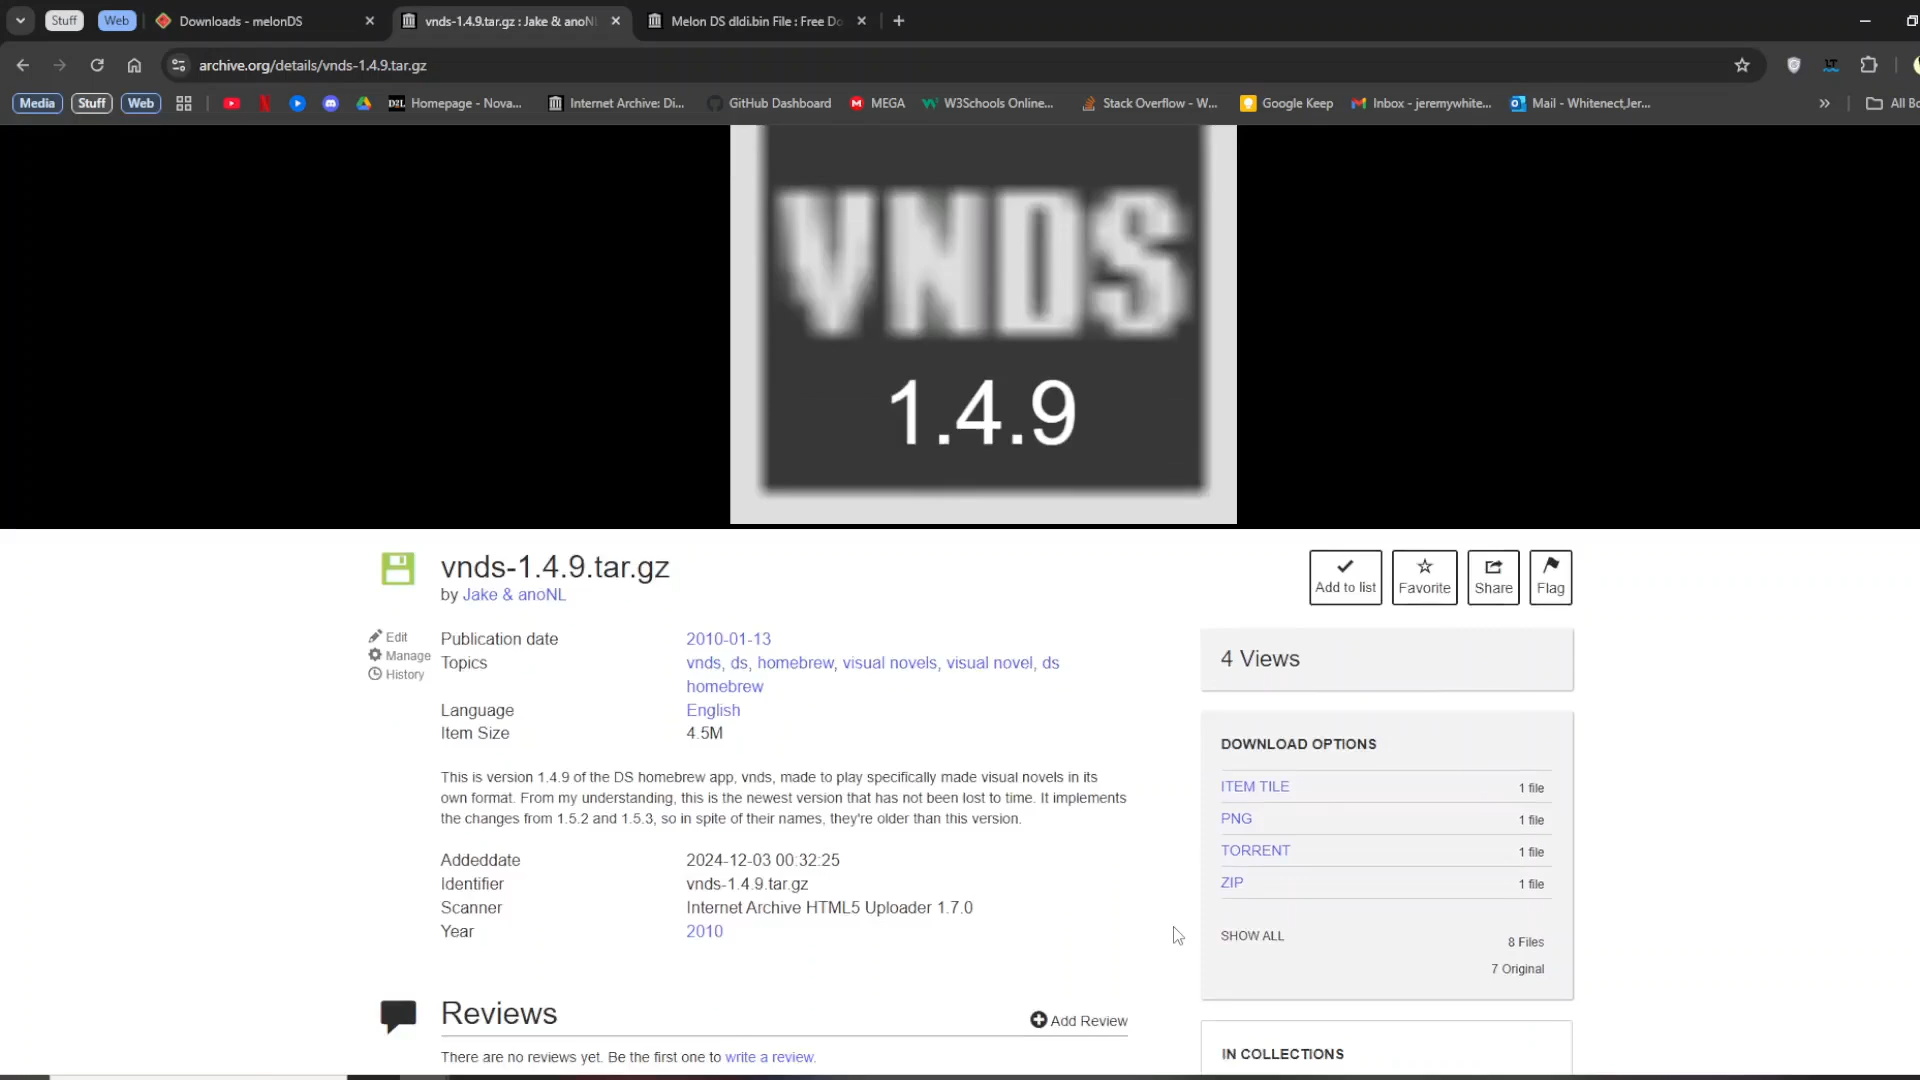 Stuff
Web
Downloads - melonDS
vnds-1.4.9.tar.gz : Jake & anoNL
Melon DS dldi.bin File : Free Do
archive.org/details/vnds-1.4.9.tar.gz
Media
Stuff
Web
D2L
Homepage - Nova...
Internet Archive: Di...
GitHub Dashboard
MEGA
W3Schools Online...
Stack Overflow - W...
Google Keep
Inbox - jeremywhite...
Mail - Whitenect,Jer...
»
All Bo
VNDS
1.4.9
vnds-1.4.9.tar.gz
by Jake & anoNL
Add to list
Favorite
Share
Flag
Edit
Manage
History
Publication date 2010-01-13
Topics vnds, ds, homebrew, visual novels, visual novel, ds
homebrew
Language English
Item Size 4.5M
This is version 1.4.9 of the DS homebrew app, vnds, made to play specifically made visual novels in its
own format. From my understanding, this is the newest version that has not been lost to time. It implements
the changes from 1.5.2 and 1.5.3, so in spite of their names, they're older than this version.
Addeddate 2024-12-03 00:32:25
Identifier vnds-1.4.9.tar.gz
Scanner Internet Archive HTML5 Uploader 1.7.0
Year 2010
Reviews
Add Review
There are no reviews yet. Be the first one to write a review.
4 Views
DOWNLOAD OPTIONS
ITEM TILE 1 file
PNG 1 file
TORRENT 1 file
ZIP 1 file
SHOW ALL 8 Files
7 Original
IN COLLECTIONS